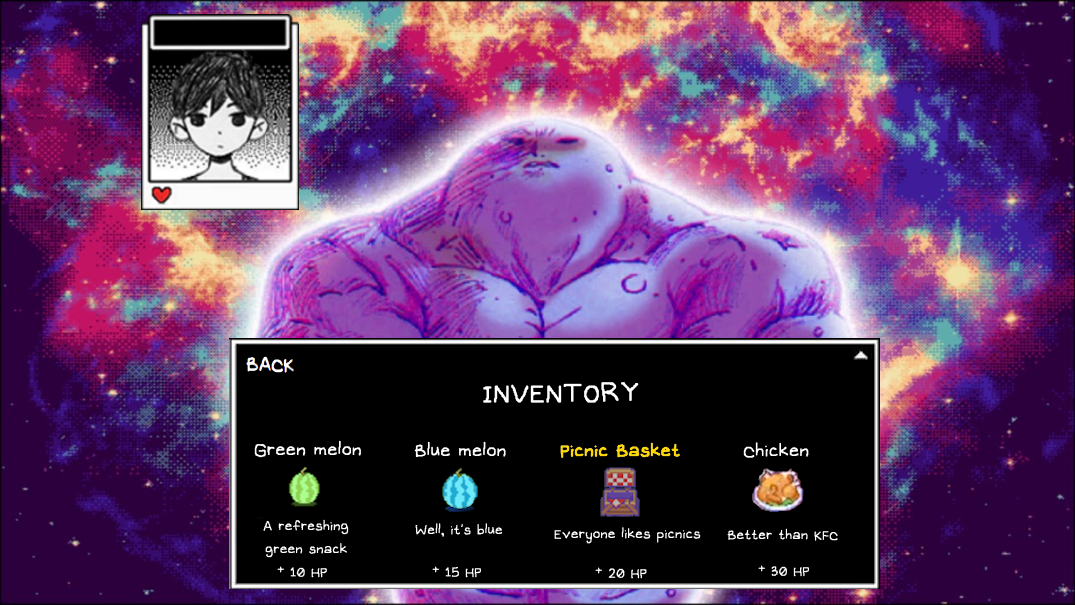 BACK
INVENTORY
Green melon
Blue melon
Picnic Basket
Chicken
A refreshing
green snack
Well, it's blue
Everyone likes picnics
Better than KFC
+ 10 HP
+ 15 HP
+ 20 HP
+ 30 HP